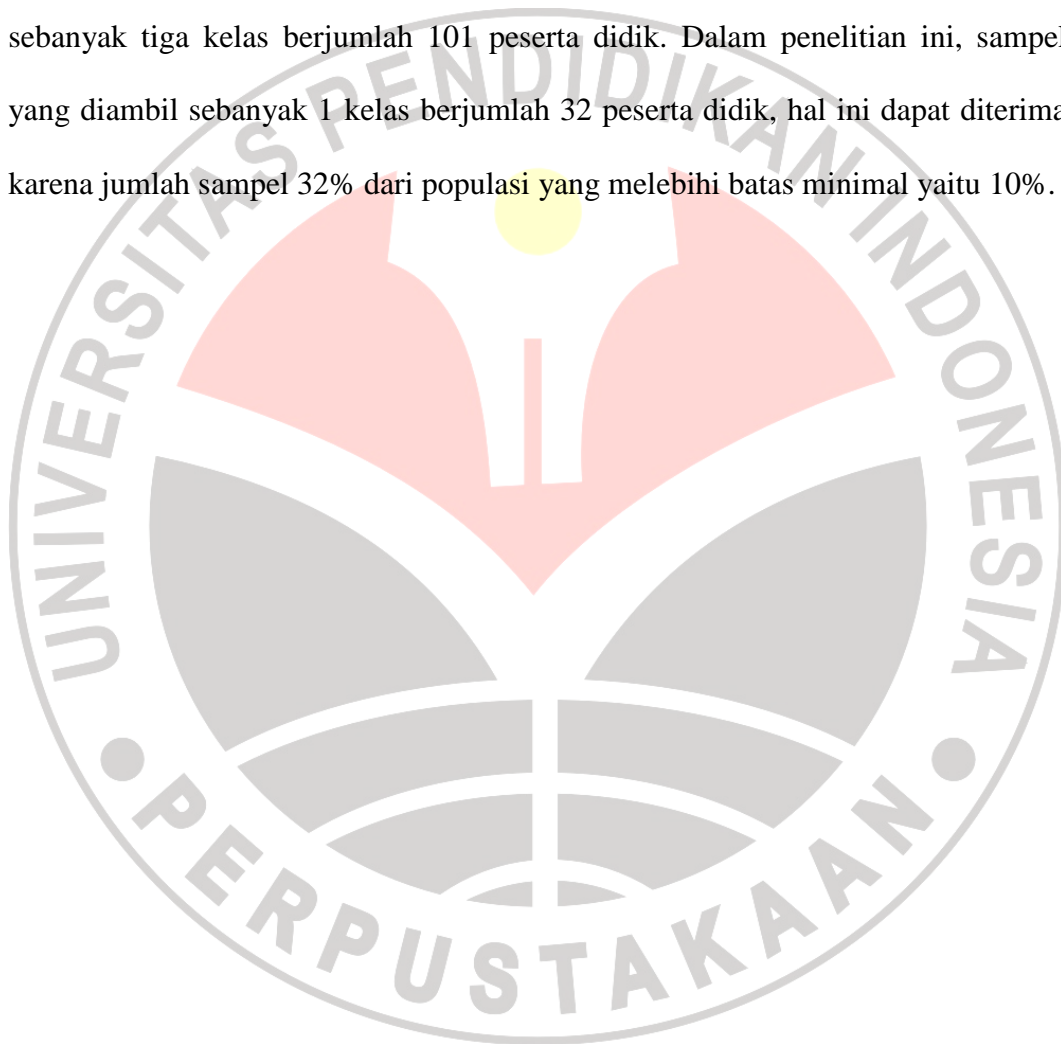 sebanyak tiga kelas berjumlah 101 peserta didik. Dalam penelitian ini, sampel
yang diambil sebanyak 1 kelas berjumlah 32 peserta didik, hal ini dapat diterima
karena jumlah sampel 32% dari populasi yang melebihi batas minimal yaitu 10%.
UNIVERSITAS PENDIDIKAN INDONESIA
PERPUSTAKAAN